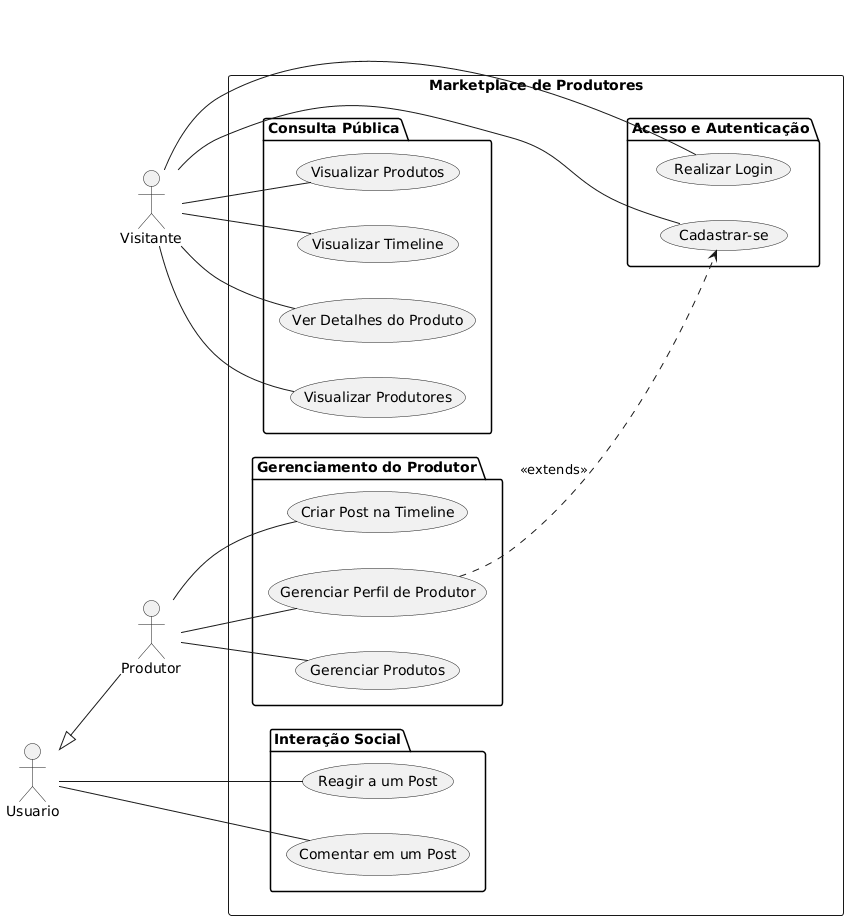 Marketplace de Produtores
Consulta Pública
Acesso e Autenticação
Visualizar Produtos
Realizar Login
Visitante
Visualizar Timeline
Cadastrar-se
Ver Detalhes do Produto
Visualizar Produtores
Gerenciamento do Produtor
«extends»
Criar Post na Timeline
Gerenciar Perfil de Produtor
Produtor
Gerenciar Produtos
Interação Social
Reagir a um Post
Usuario
Comentar em um Post